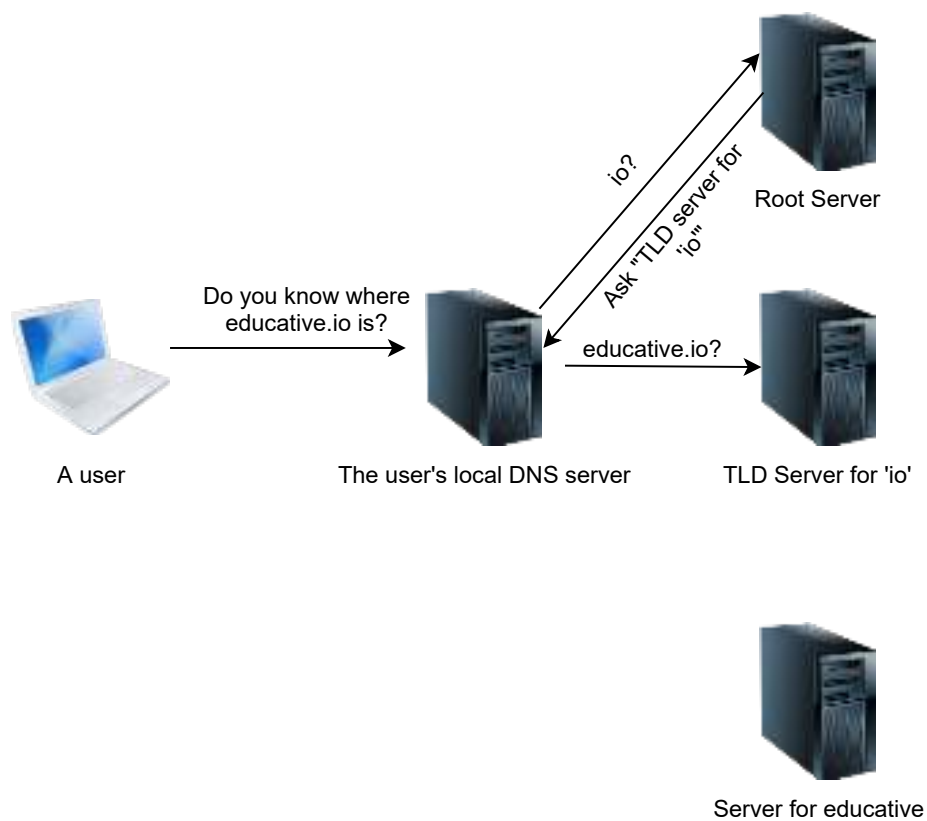 io?
Ask "TLD server for
'io'"
Root Server
Do you know where
educative.io is?
educative.io?
A user
The user's local DNS server
TLD Server for 'io'
Server for educative